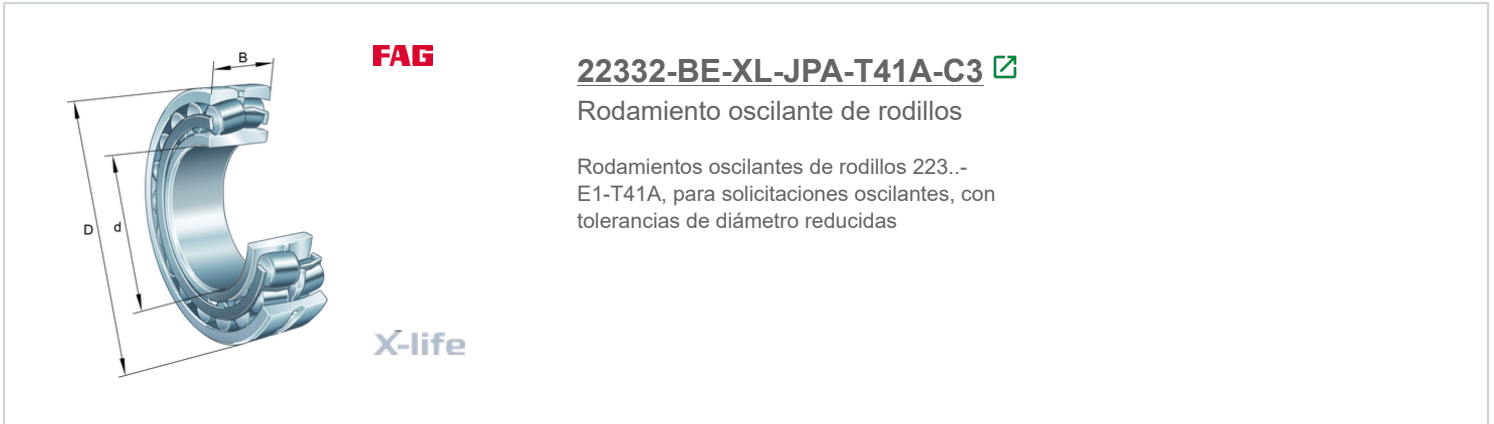 B
D
d
FAG
X-life
22332-BE-XL-JPA-T41A-C3
Rodamiento oscilante de rodillos
Rodamientos oscilantes de rodillos 223..-
E1-T41A, para solicitaciones oscilantes, con
tolerancias de diámetro reducidas